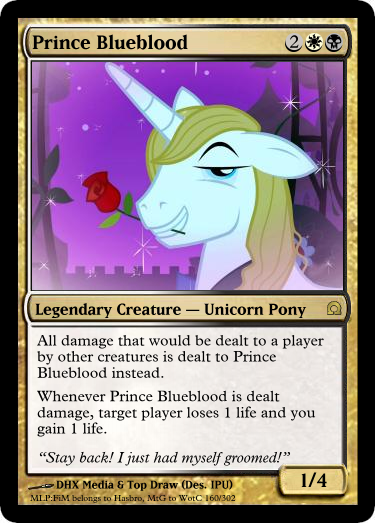 Prince Blueblood 2
Legendary Creature — Unicorn Pony
All damage that would be dealt to a player
by other creatures is dealt to Prince
Blueblood instead.
Whenever Prince Blueblood is dealt
damage, target player loses 1 life and you
gain 1 life.
“Stay back! I just had myself groomed!”
DHX Media & Top Draw (Des. IPU)
MLP:FiM belongs to Hasbro, MtG to WotC 160/302
1/4